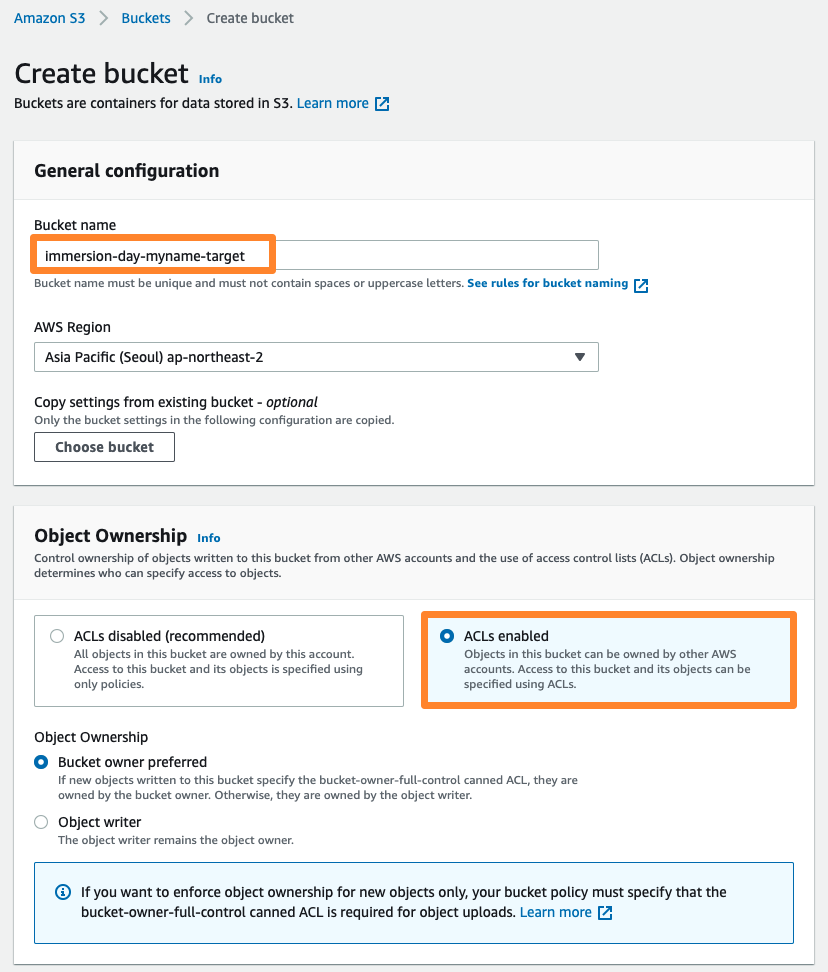 Amazon S3 > Buckets > Create bucket
Create bucket Info
Buckets are containers for data stored in S3. Learn more
General configuration
Bucket name
immersion-day-myname-target
Bucket name must be unique and must not contain spaces or uppercase letters. See rules for bucket naming
AWS Region
Asia Pacific (Seoul) ap-northeast-2
Copy settings from existing bucket - optional
Only the bucket settings in the following configuration are copied.
Choose bucket
Object Ownership Info
Control ownership of objects written to this bucket from other AWS accounts and the use of access control lists (ACLs). Object ownership
determines who can specify access to objects.
ACLs disabled (recommended)
All objects in this bucket are owned by this account.
Access to this bucket and its objects is specified using
only policies.
ACLs enabled
Objects in this bucket can be owned by other AWS
accounts. Access to this bucket and its objects can be
specified using ACLs.
Object Ownership
Bucket owner preferred
If new objects written to this bucket specify the bucket-owner-full-control canned ACL, they are
owned by the bucket owner. Otherwise, they are owned by the object writer.
Object writer
The object writer remains the object owner.
If you want to enforce object ownership for new objects only, your bucket policy must specify that the
bucket-owner-full-control canned ACL is required for object uploads. Learn more